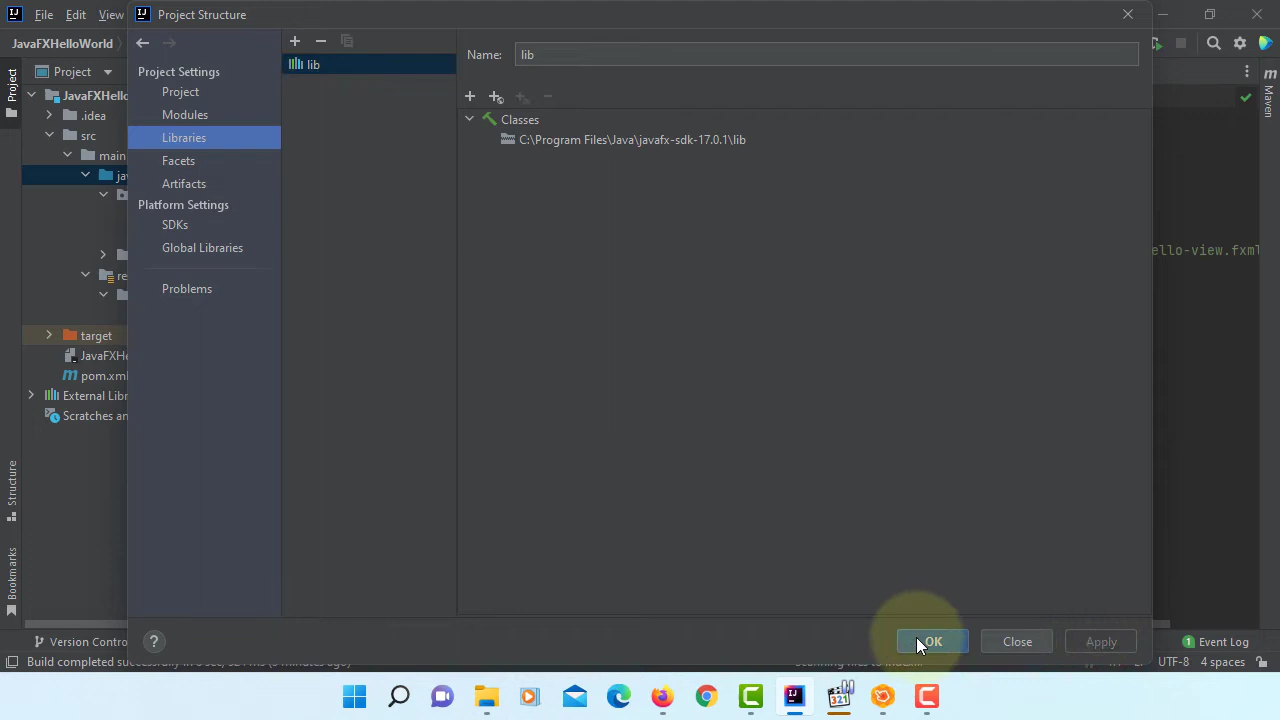 File Edit View
Project Structure
JavaFXHelloWorld
Project
Project
JavaFXHello
.idea
src
main
target
pom.xml
External Libr
Scratches an
Structure
Bookmarks
Project Settings
Project
Modules
Libraries
Facets
Artifacts
Platform Settings
SDKs
Global Libraries
Problems
lib
Name: lib
Classes
C:\Program Files\Java\javafx-sdk-17.0.1\lib
ello-view.fxml
Maven
? OK Close Apply
Version Contro
Event Log
UTF-8 4 spaces